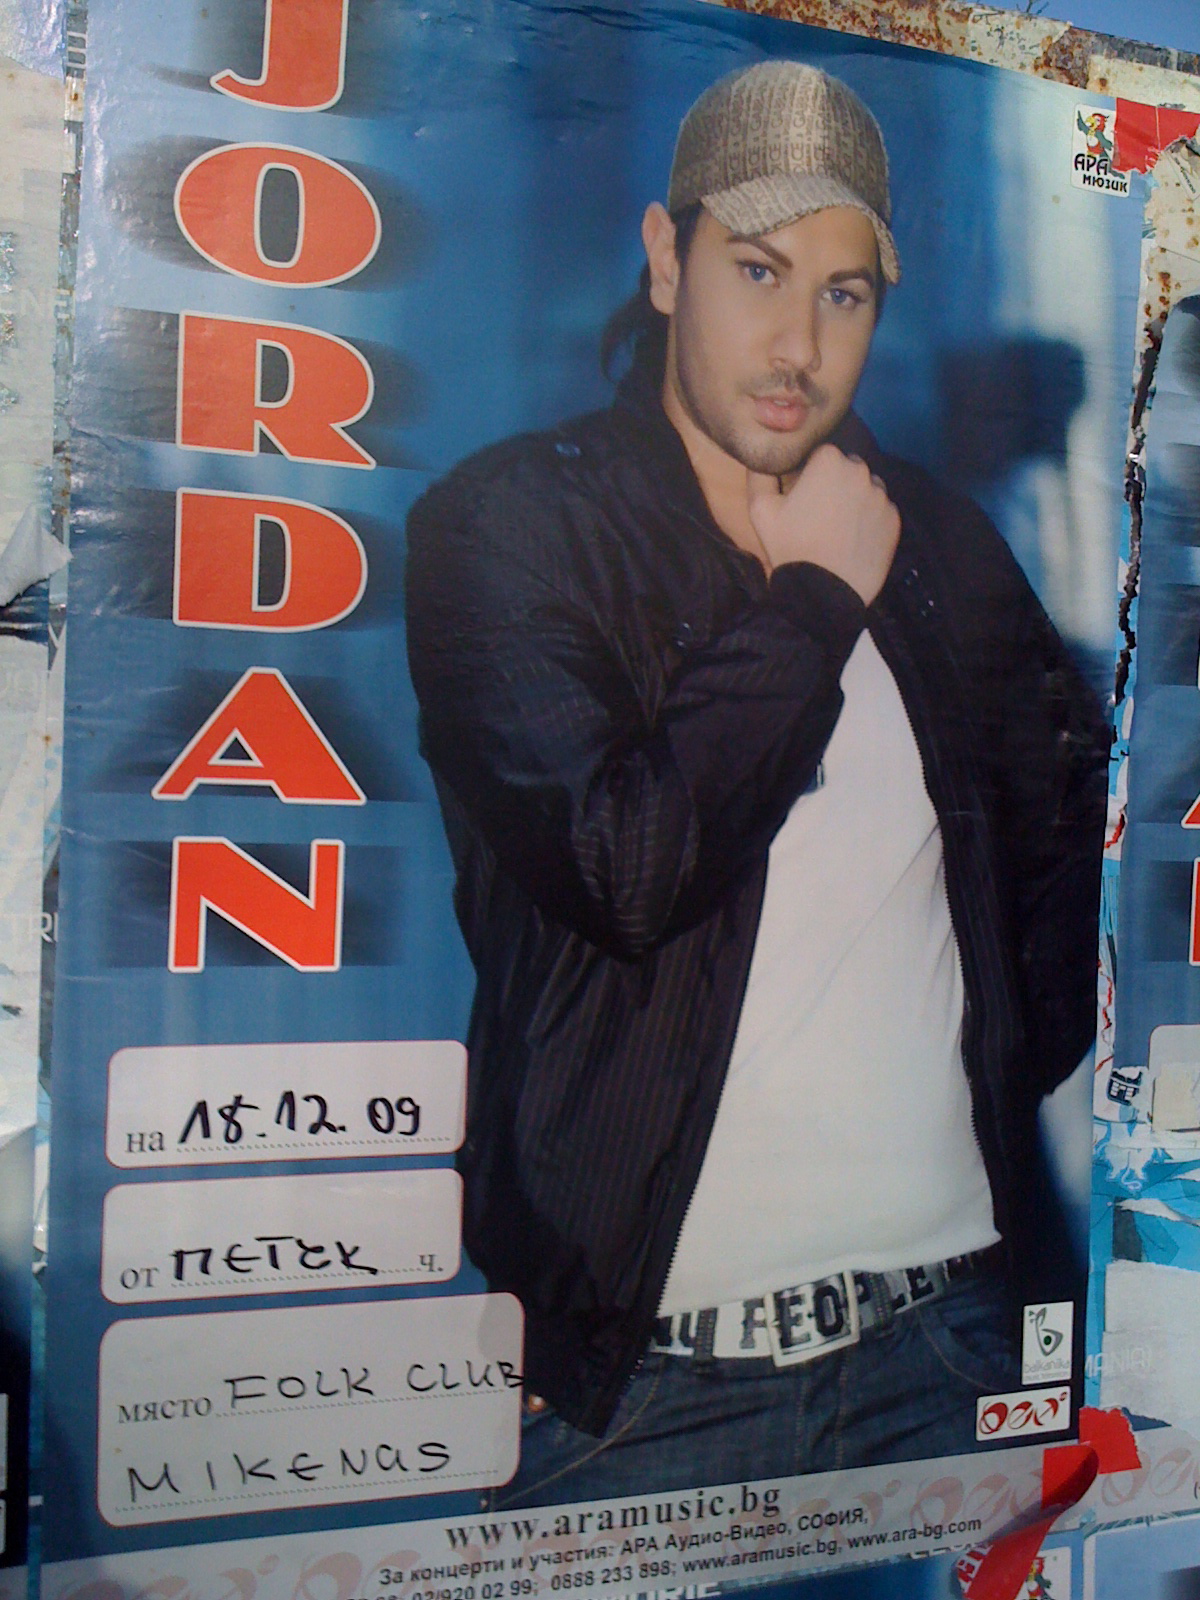 JORDAN
АРА
МЮЗИК
на 18.12.09
от ПЕТЪК ч.
място FOLK CLUB
MIKENAS
NY PEOPLE
balkanika
www.aramusic.bg
За концерти и участия: АРА Аудио-Видео, СОФИЯ,
02/920 02 99; 0888 233 898; www.aramusic.bg, www.ara-bg.com